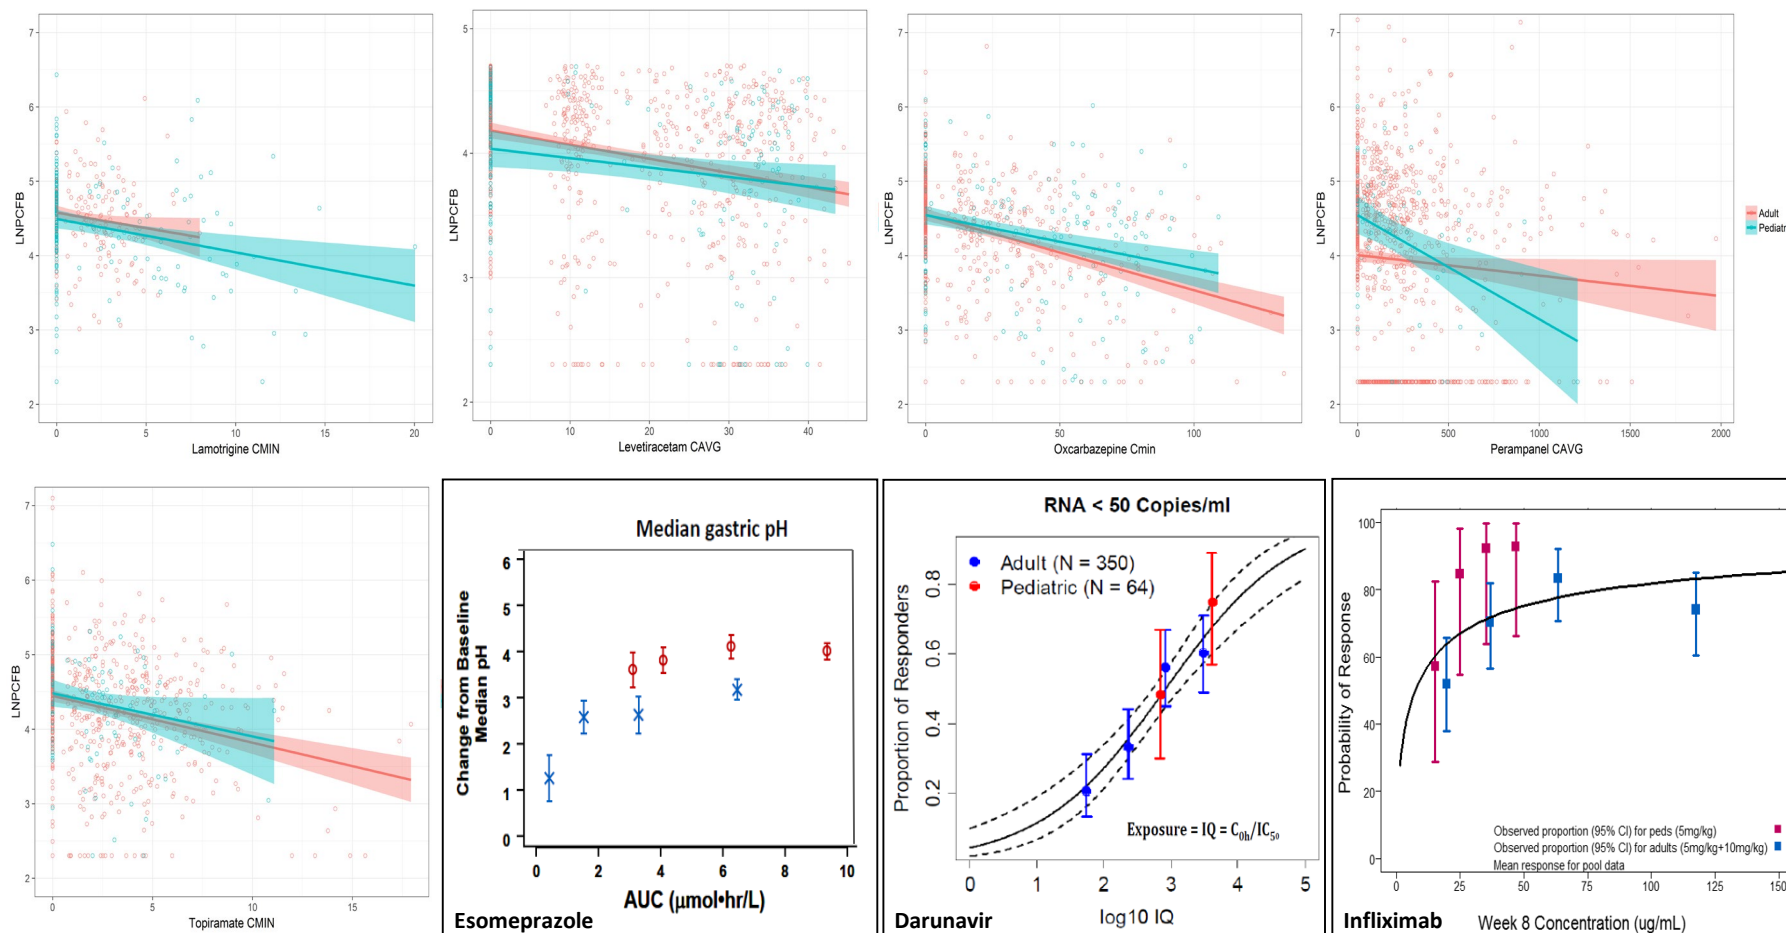 7
6
5
4
3
2
LNPCFB
0
5
10
15
20
Lamotrigine CMIN
5
4
3
2
LNPCFB
0
10
20
30
40
Levetiracetam CAVG
7
6
5
4
3
2
LNPCFB
0
50
100
Oxcarbazepine Cmin
7
6
5
4
3
2
LNPCFB
0
500
1000
1500
2000
Perampanel CAVG
Adult
Pediatr
7
6
5
4
3
2
LNPCFB
0
5
10
15
Topiramate CMIN
Median gastric pH
6
5
4
3
2
1
0
Change from Baseline
Median pH
0
2
4
6
8
10
AUC (μmol•hr/L)
Esomeprazole
RNA < 50 Copies/ml
Adult (N = 350)
Pediatric (N = 64)
0.8
0.6
0.4
0.2
Proportion of Responders
Exposure = IQ = C0h/IC50
0
1
2
3
4
5
log10 IQ
Darunavir
100
80
60
40
20
0
Probability of Response
Observed proportion (95% CI) for peds (5mg/kg)
Observed proportion (95% CI) for adults (5mg/kg+10mg/kg)
Mean response for pool data
0
25
50
75
100
125
150
Week 8 Concentration (ug/mL)
Infliximab